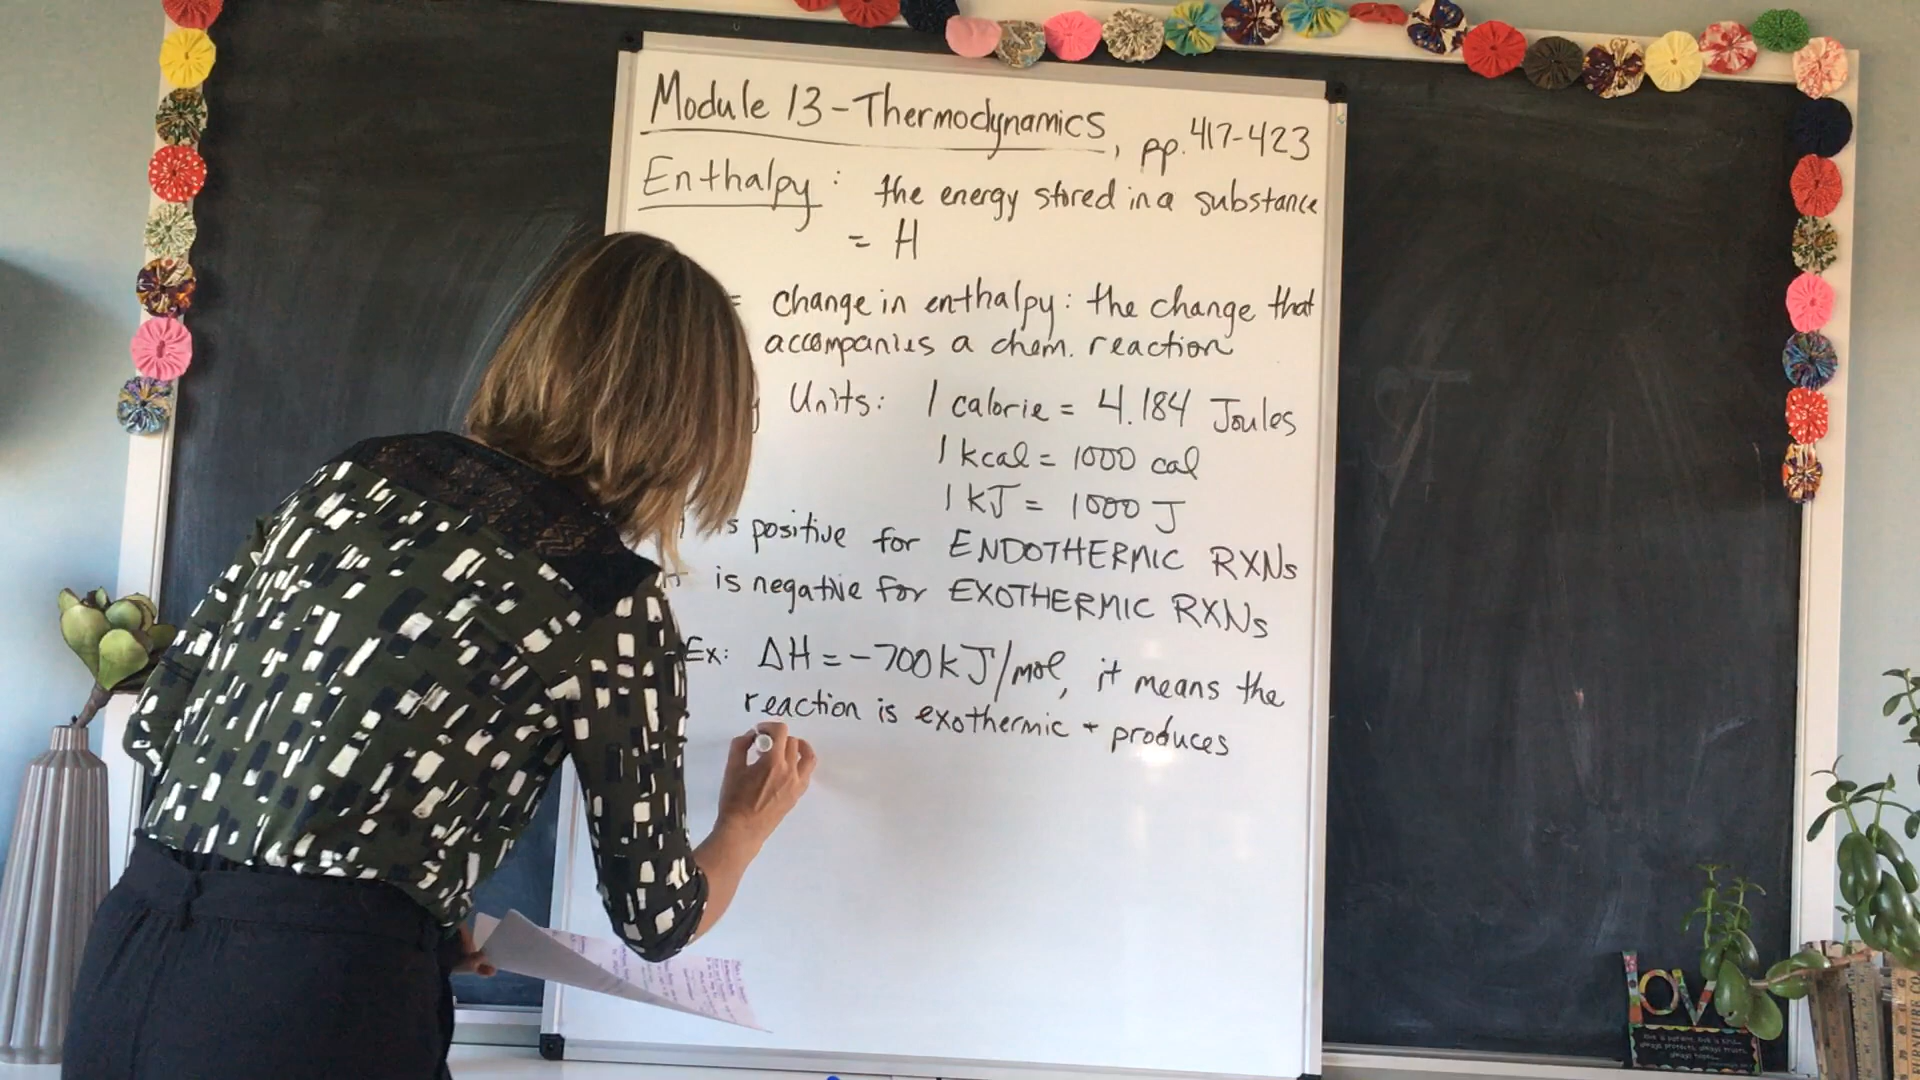 Module 13 - Thermodynamics, pp. 417-423
Enthalpy: the energy stored in a substance
= H
= change in enthalpy: the change that
accompanies a chem. reaction
Units: 1 calorie = 4.184 Joules
1 kcal = 1000 cal
1 kJ = 1000 J
is positive for ENDOTHERMIC RXNs
is negative for EXOTHERMIC RXNs
Ex: ΔH = -700 kJ/mol, it means the
reaction is exothermic + produces
LOV